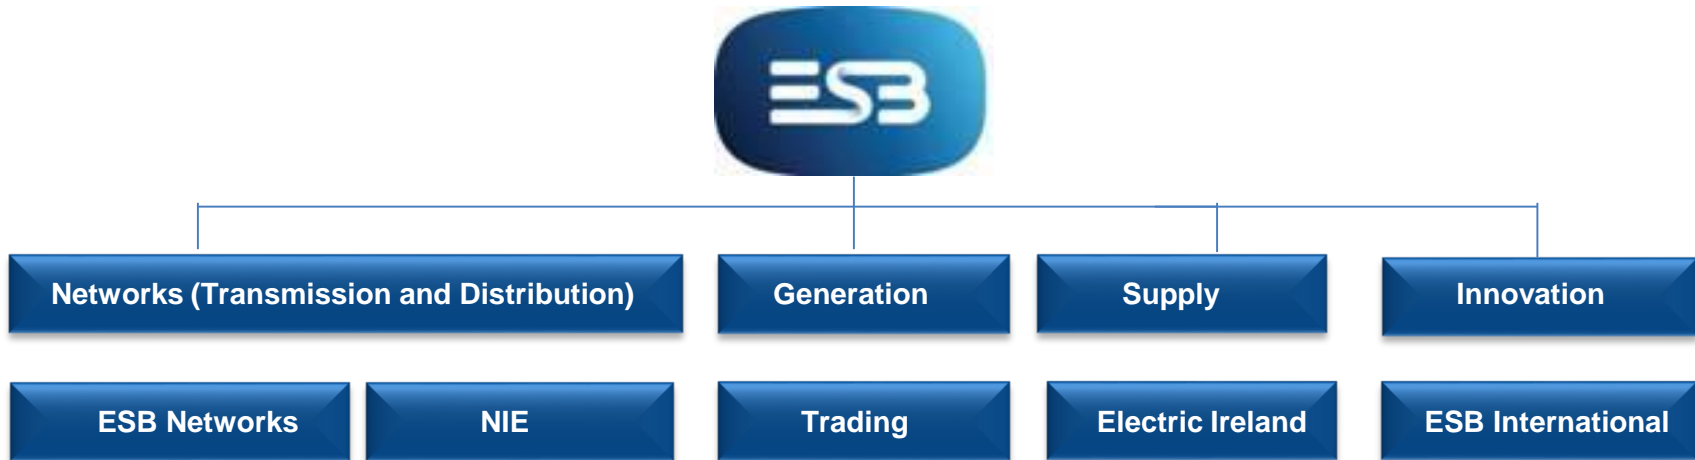 ESB
Networks (Transmission and Distribution)
Generation
Supply
Innovation
ESB Networks
NIE
Trading
Electric Ireland
ESB International